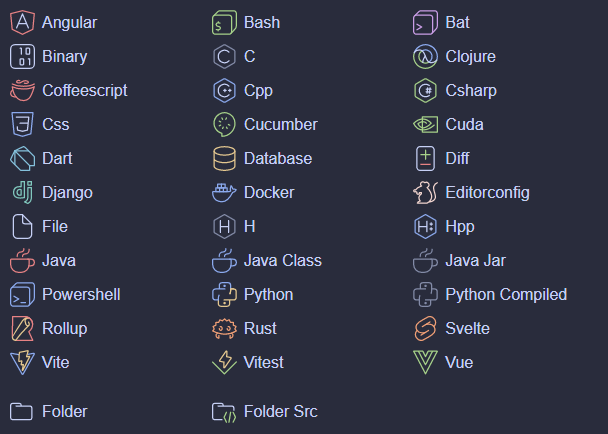 Angular Bash Bat
Binary C Clojure
Coffeescript Cpp Csharp
Css Cucumber Cuda
Dart Database Diff
Django Docker Editorconfig
File H Hpp
Java Java Class Java Jar
Powershell Python Python Compiled
Rollup Rust Svelte
Vite Vitest Vue
Folder Folder Src